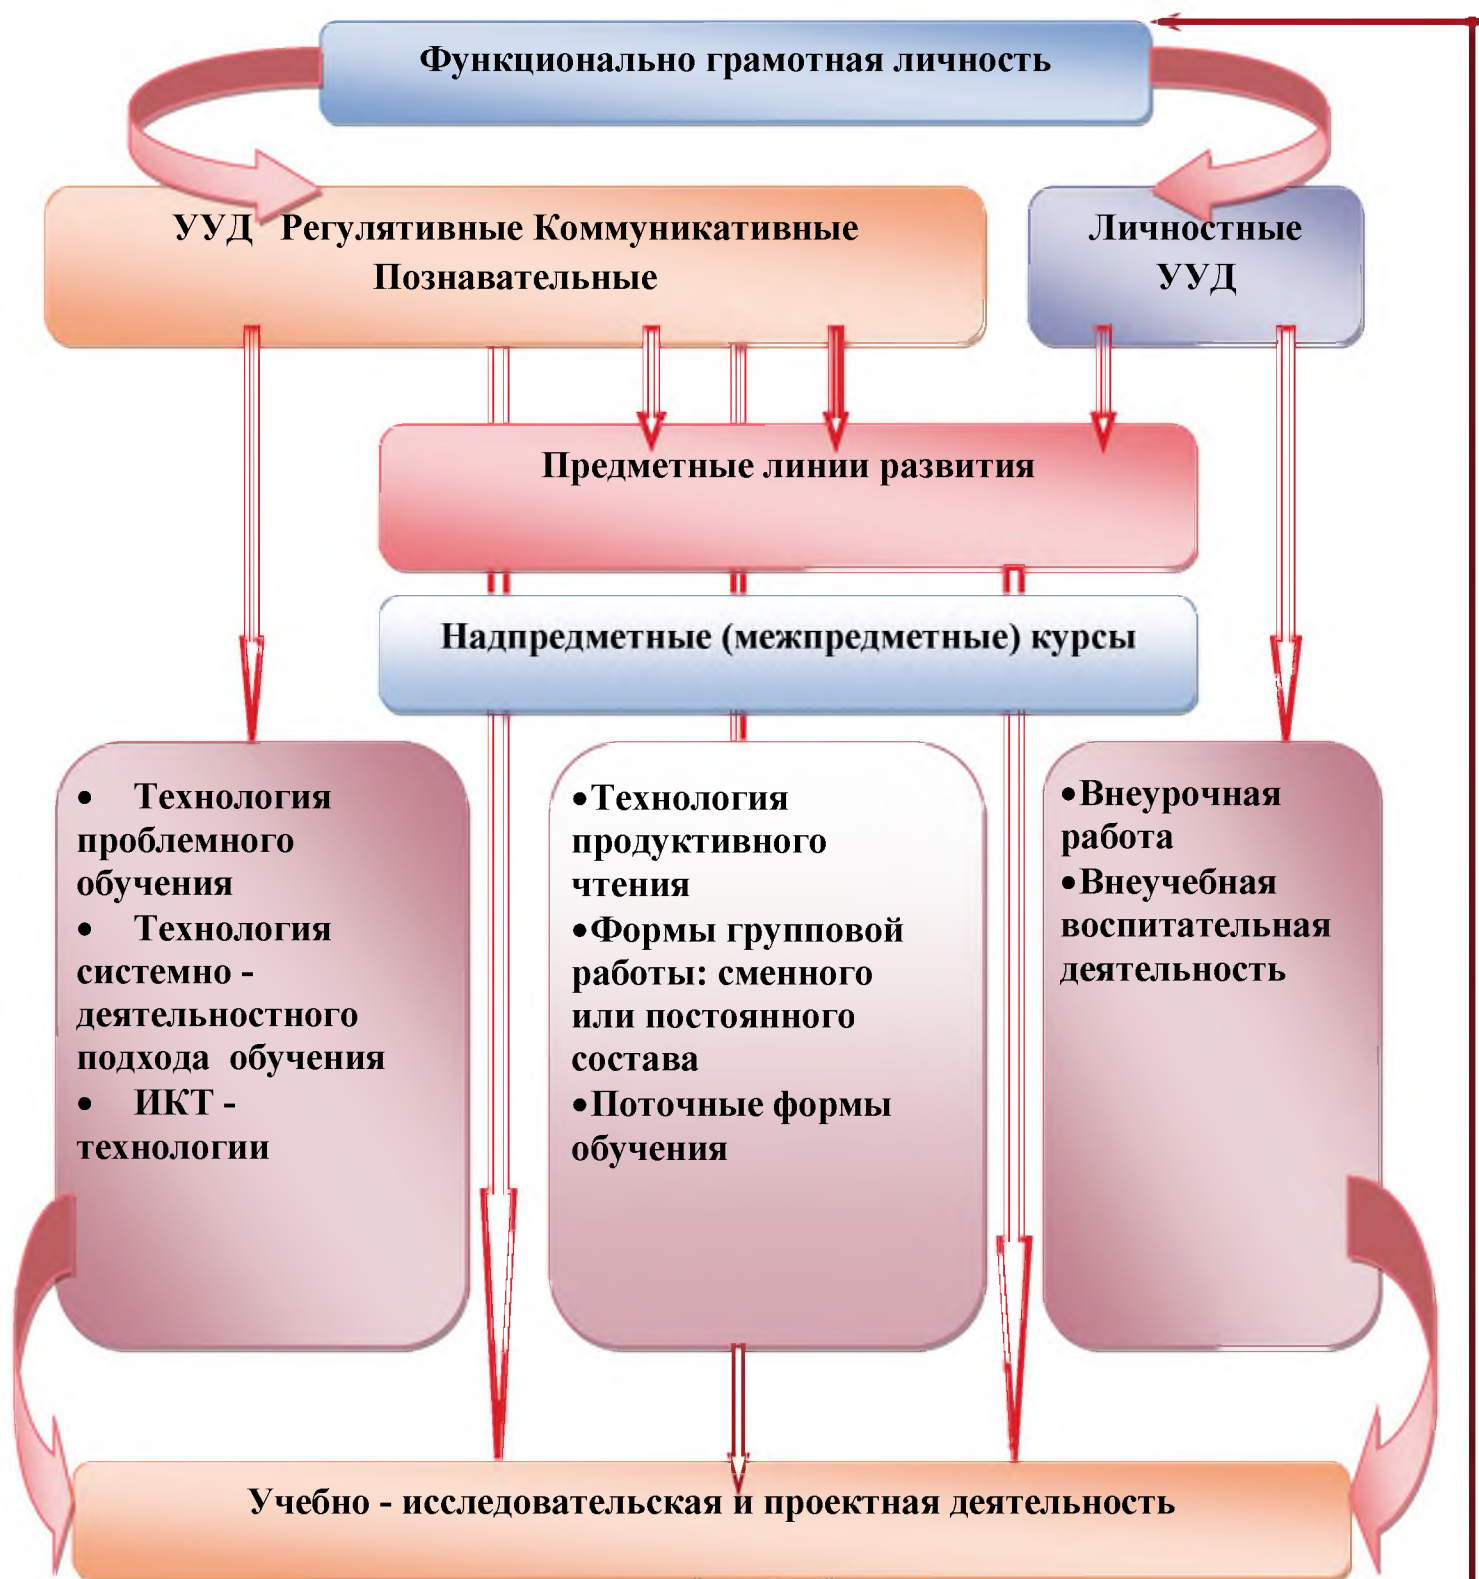 Функционально грамотная личность
УУД Регулятивные Коммуникативные
Познавательные
Личностные
УУД
Предметные линии развития
Надпредметные (межпредметные) курсы
• Технология
проблемного
обучения
• Технология
системно -
деятельностного
подхода обучения
• ИКТ -
технологии
•Технология
продуктивного
чтения
•Формы групповой
работы: сменного
или постоянного
состава
•Поточные формы
обучения
•Внеурочная
работа
•Внеучебная
воспитательная
деятельность
Учебно - исследовательская и проектная деятельность